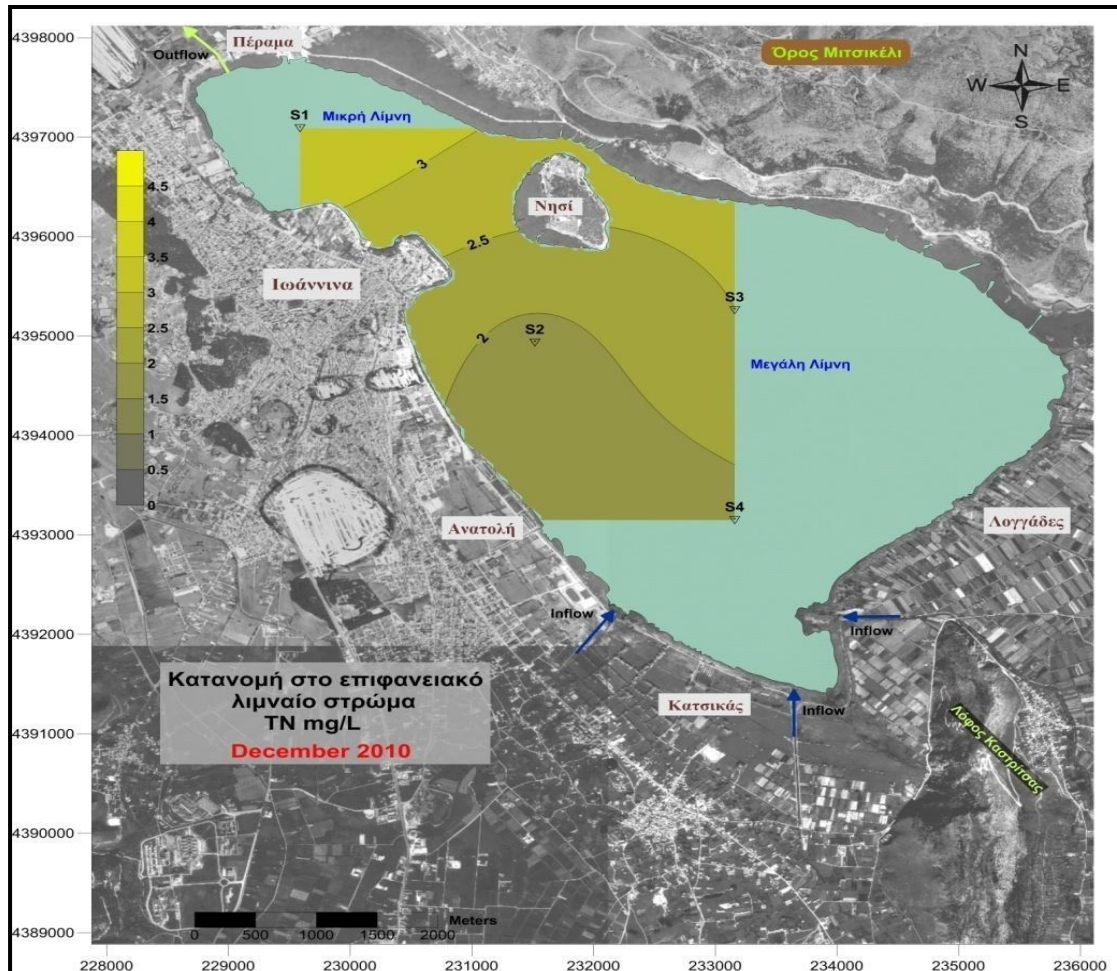 4398000
4397000
4396000
4395000
4394000
4393000
4392000
4391000
4390000
4389000
Outflow
Πέραμα
Όρος Μιτσικέλι
N
W E
S
S1
Μικρή Λίμνη
3
Νησί
2.5
Ιωάννινα
S3
2
S2
Μεγάλη Λίμνη
4.5
4
3.5
3
2.5
2
1.5
1
0.5
0
S4
Ανατολή
Λογγάδες
Inflow
Inflow
Inflow
Κατσικάς
Λόφος Καστρίτσας
Κατανομή στο επιφανειακό
λιμναίο στρώμα
TN mg/L
December 2010
Meters
0 500 1000 1500 2000
228000 229000 230000 231000 232000 233000 234000 235000 236000